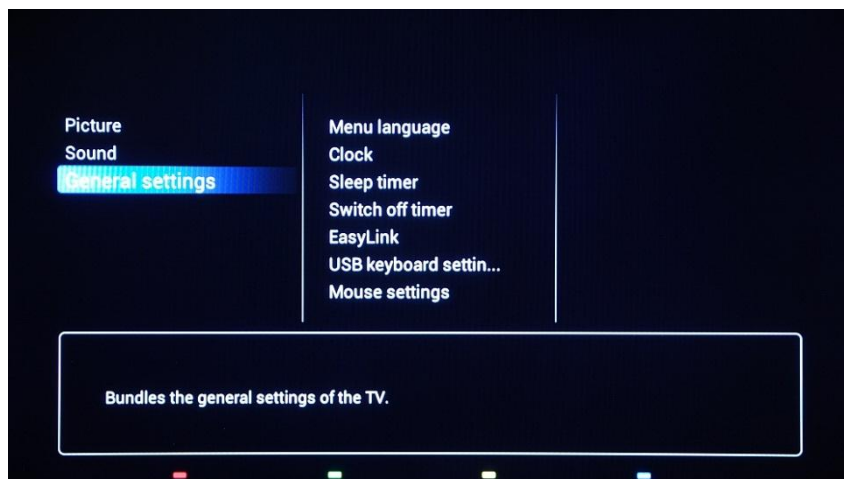 Picture
Sound
General settings
Menu language
Clock
Sleep timer
Switch off timer
EasyLink
USB keyboard settin...
Mouse settings
Bundles the general settings of the TV.